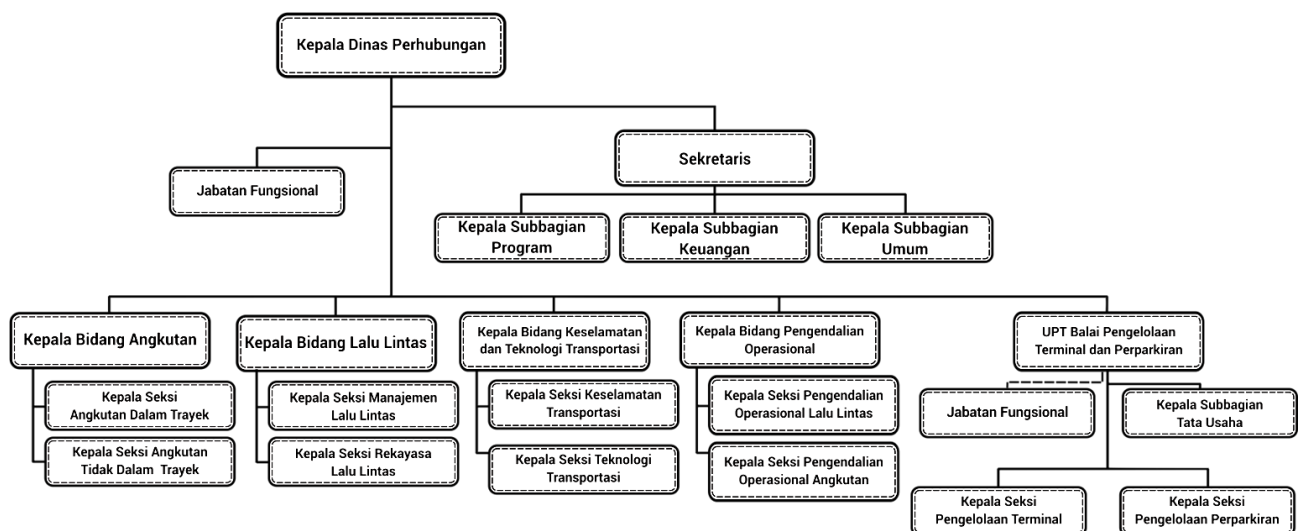 Kepala Dinas Perhubungan
Sekretaris
Jabatan Fungsional
Kepala Subbagian
Program
Kepala Subbagian
Keuangan
Kepala Subbagian
Umum
Kepala Bidang Angkutan
Kepala Seksi
Angkutan Dalam Trayek
Kepala Seksi Angkutan
Tidak Dalam Trayek
Kepala Bidang Lalu Lintas
Kepala Seksi Manajemen
Lalu Lintas
Kepala Seksi Rekayasa
Lalu Lintas
Kepala Bidang Keselamatan
dan Teknologi Transportasi
Kepala Seksi Keselamatan
Transportasi
Kepala Seksi Teknologi
Transportasi
Kepala Bidang Pengendalian
Operasional
Kepala Seksi Pengendalian
Operasional Lalu Lintas
Kepala Seksi Pengendalian
Operasional Angkutan
UPT Balai Pengelolaan
Terminal dan Perparkiran
Jabatan Fungsional
Kepala Subbagian
Tata Usaha
Kepala Seksi
Pengelolaan Terminal
Kepala Seksi
Pengelolaan Perparkiran